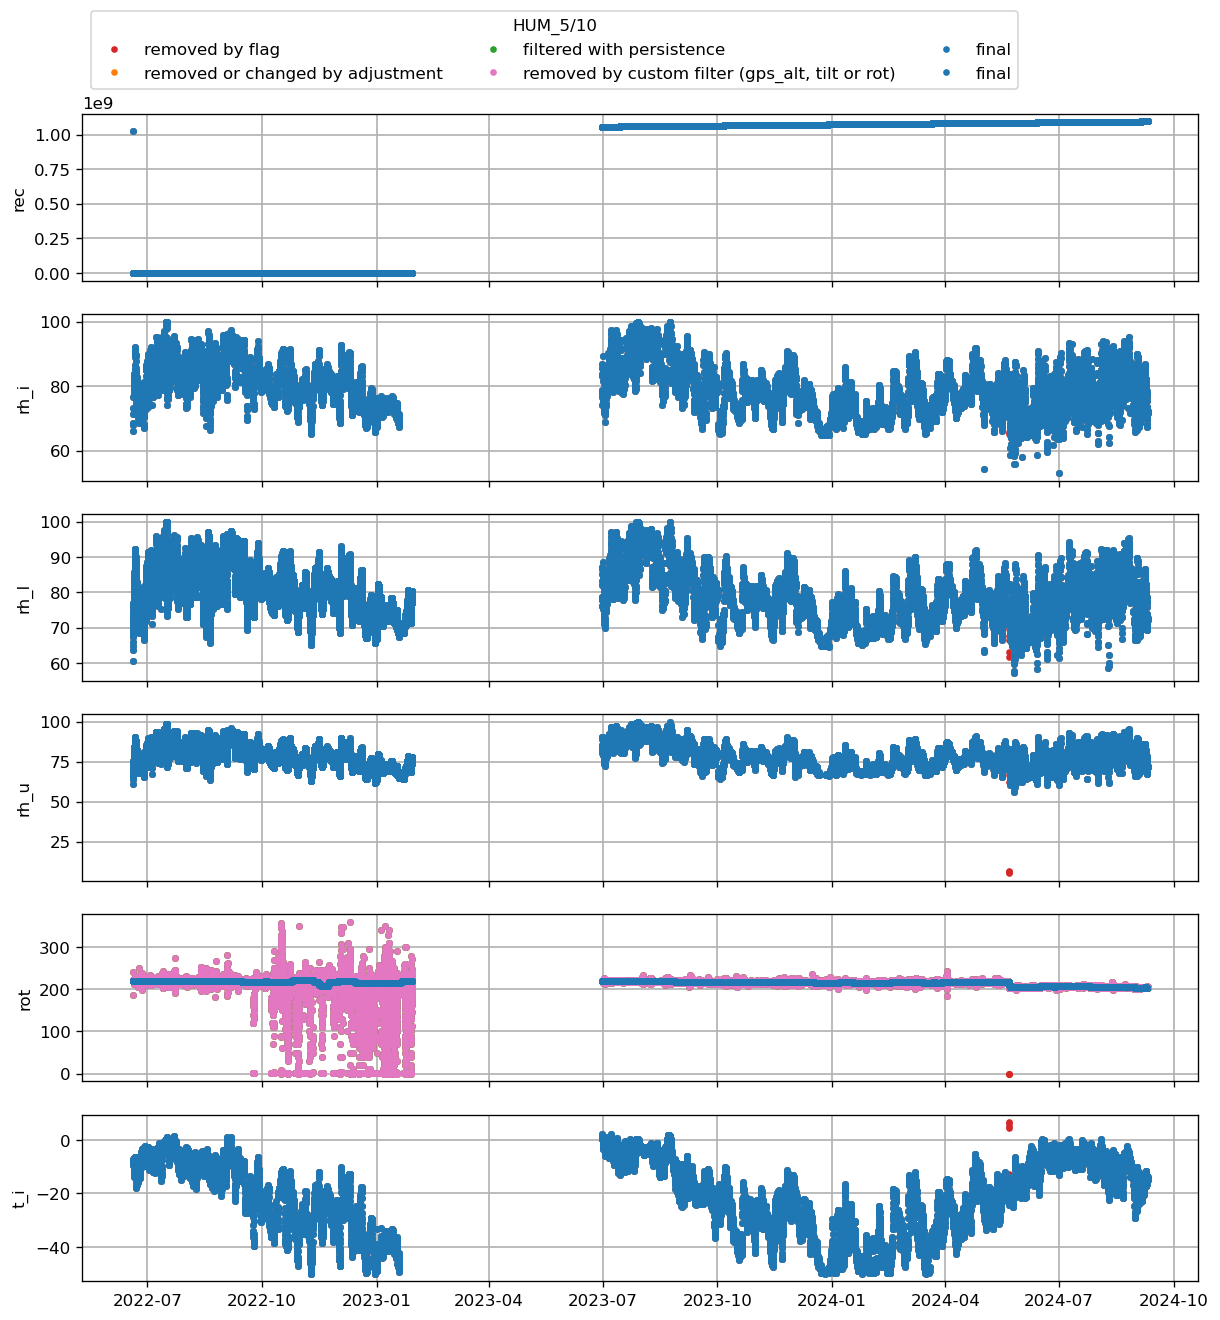 HUM_5/10
removed by flag
removed or changed by adjustment
filtered with persistence
removed by custom filter (gps_alt, tilt or rot)
final
final
1e9
1.00
0.75
0.50
0.25
0.00
rec
100
80
60
rh_i
100
90
80
70
60
rh_l
100
75
50
25
rh_u
300
200
100
0
rot
0
−20
−40
t_i
2022-07
2022-10
2023-01
2023-04
2023-07
2023-10
2024-01
2024-04
2024-07
2024-10